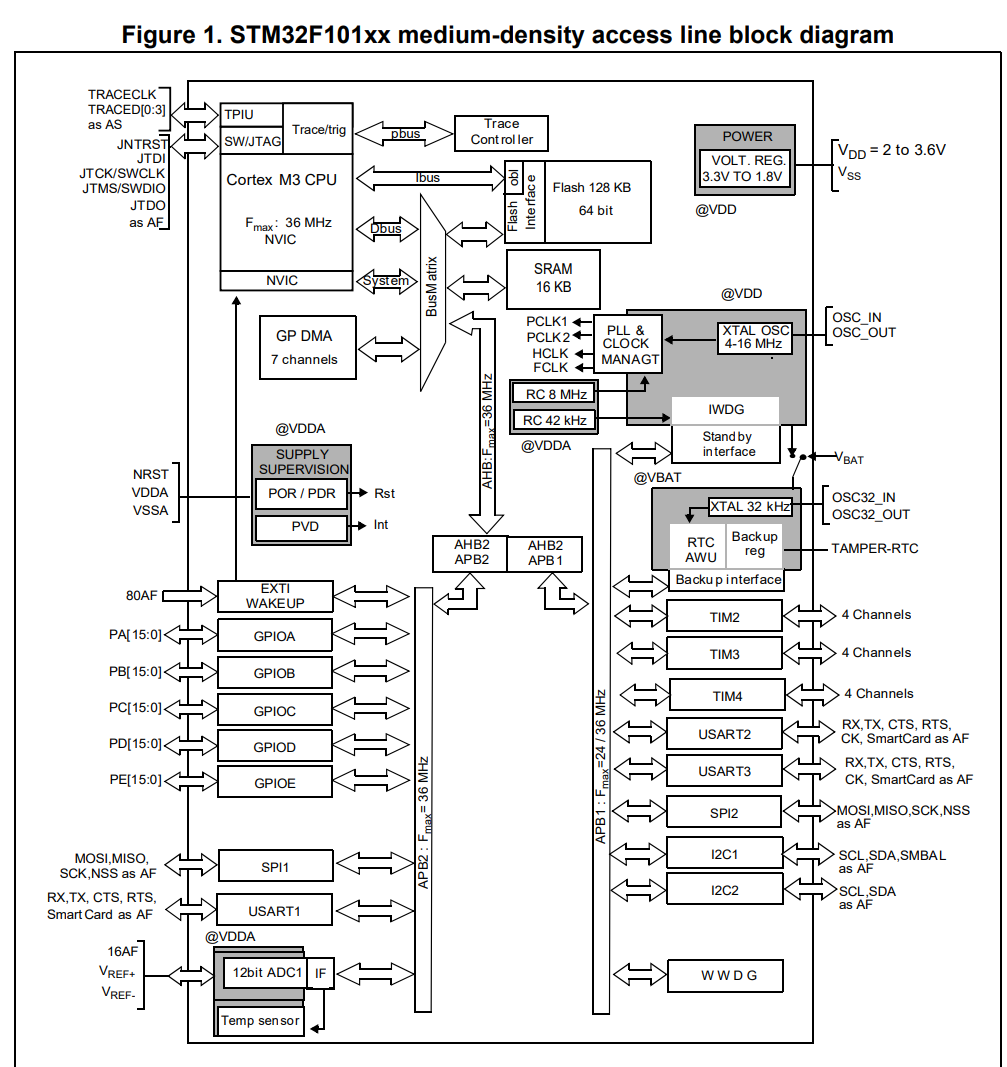 Figure 1. STM32F101xx medium-density access line block diagram
TRACECLK
TRACED[0:3]
as AS
JNTRST
JTDI
JTCK/SWCLK
JTMS/SWDIO
JTDO
as AF
TPIU
SW/JTAG
Trace/trig
Cortex M3 CPU
Fmax: 36 MHz
NVIC
NVIC
pbus
Trace
Controller
Ibus
Dbus
System
BusMatrix
obl
Flash
Interface
Flash 128 KB
64 bit
SRAM
16 KB
POWER
VOLT. REG.
3.3V TO 1.8V
@VDD
VDD = 2 to 3.6V
VSS
GP DMA
7 channels
AHB: Fmax=36 MHz
PCLK1
PCLK2
HCLK
FCLK
PLL &
CLOCK
MANAGT
@VDD
XTAL OSC
4-16 MHz
OSC_IN
OSC_OUT
RC 8 MHz
RC 42 kHz
@VDDA
IWDG
Standby
interface
VBAT
@VBAT
XTAL 32 kHz
OSC32_IN
OSC32_OUT
RTC
AWU
Backup
reg
TAMPER-RTC
Backup interface
@VDDA
SUPPLY
SUPERVISION
POR / PDR
PVD
Rst
Int
NRST
VDDA
VSSA
AHB2
APB2
AHB2
APB1
80AF
EXTI
WAKEUP
PA[15:0]
GPIOA
PB[15:0]
GPIOB
PC[15:0]
GPIOC
PD[15:0]
GPIOD
PE[15:0]
GPIOE
MOSI,MISO,
SCK,NSS as AF
SPI1
RX,TX, CTS, RTS,
SmartCard as AF
USART1
@VDDA
16AF
VREF+
VREF-
12bit ADC1
IF
Temp sensor
APB2 : Fmax= 36 MHz
APB1 : Fmax=24 / 36 MHz
TIM2
4 Channels
TIM3
4 Channels
TIM4
4 Channels
USART2
RX,TX, CTS, RTS,
CK, SmartCard as AF
USART3
RX,TX, CTS, RTS,
CK, SmartCard as AF
SPI2
MOSI,MISO,SCK,NSS
as AF
I2C1
SCL,SDA,SMBAL
as AF
I2C2
SCL,SDA
as AF
W W D G